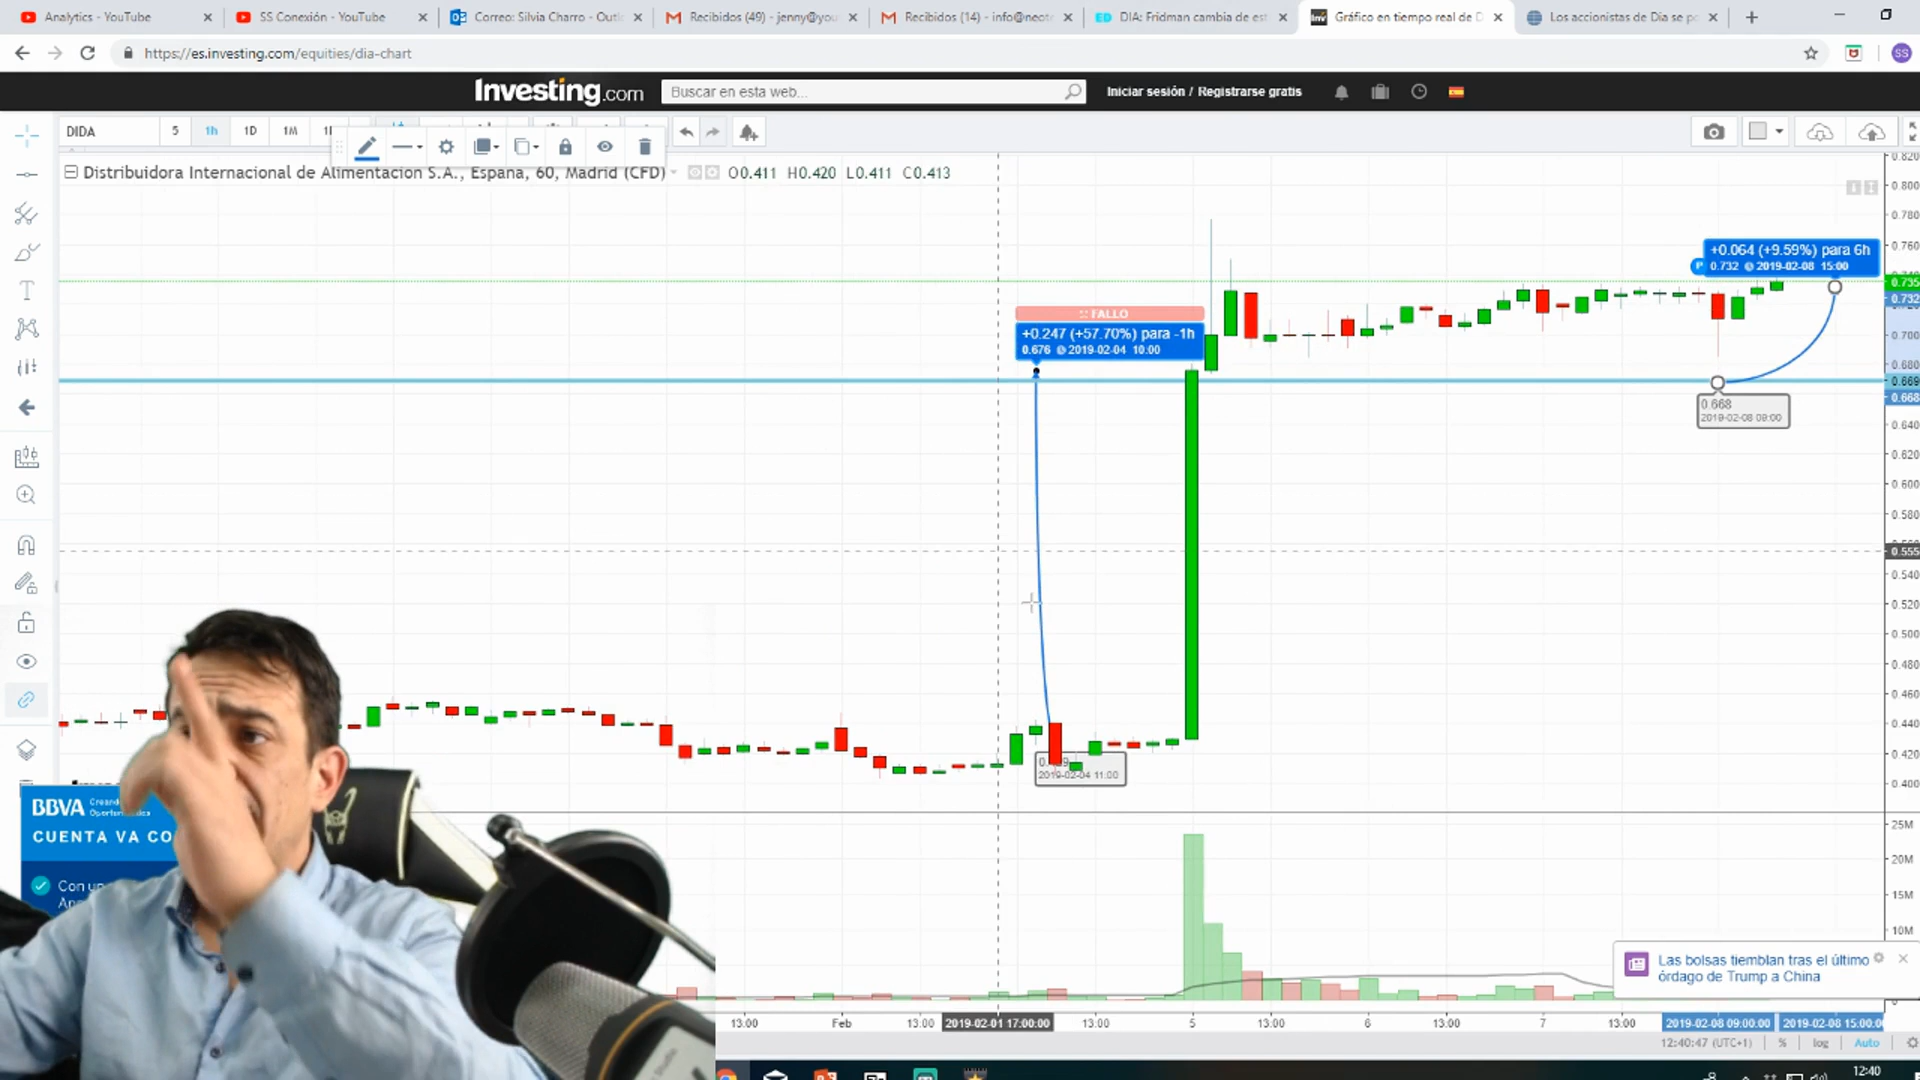 Analytics - YouTube
SS Conexión - YouTube
Correo: Silvia Charro - Outl
Recibidos (49) - jenny@you
Recibidos (14) - info@neote
DIA: Fridman cambia de est
Gráfico en tiempo real de D
Los accionistas de Dia se po
https://es.investing.com/equities/dia-chart
SS
Investing.com
Buscar en esta web...
Iniciar sesión / Registrarse gratis
DIDA
5
1h
1D
1M
Distribuidora Internacional de Alimentacion S.A., España, 60, Madrid (CFD)
O0.411 H0.420 L0.411 C0.413
0.820
0.800
0.780
0.760
+0.064 (+9.59%) para 6h
0.732 2019-02-08 15:00
0.735
0.732
:: FALLO
+0.247 (+57.70%) para -1h
0.676 2019-02-04 10:00
0.700
0.680
0.669
0.668
0.668
2019-02-08 09:00
0.640
0.620
0.600
0.580
0.555
0.540
0.520
0.500
0.480
0.460
0.440
0.420
0.400
2019-02-04 11:00
BBVA
Creando
Oportunidades
CUENTA VA CO
Con un
25M
20M
15M
10M
Las bolsas tiemblan tras el último
órdago de Trump a China
13:00
Feb
13:00
2019-02-01 17:00:00
13:00
5
13:00
6
13:00
7
13:00
2019-02-08 09:00:00
2019-02-08 15:00:00
12:40:47 (UTC+1)
%
log
Auto
12:40